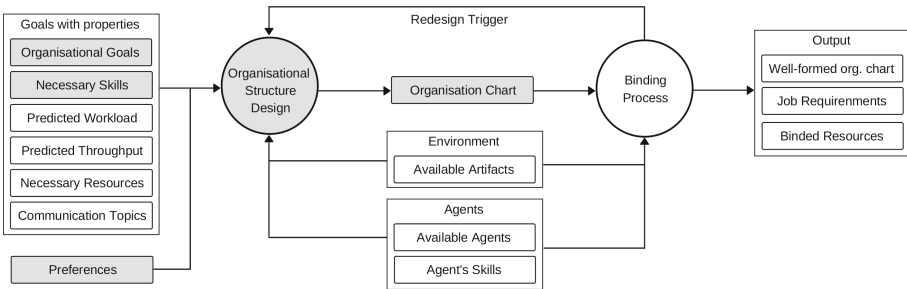 Redesign Trigger
Goals with properties
Organisational Goals
Necessary Skills
Predicted Workload
Predicted Throughput
Necessary Resources
Communication Topics
Preferences
Organisational
Structure
Design
Organisation Chart
Environment
Available Artifacts
Agents
Available Agents
Agent's Skills
Binding
Process
Output
Well-formed org. chart
Job Requirenments
Binded Resources